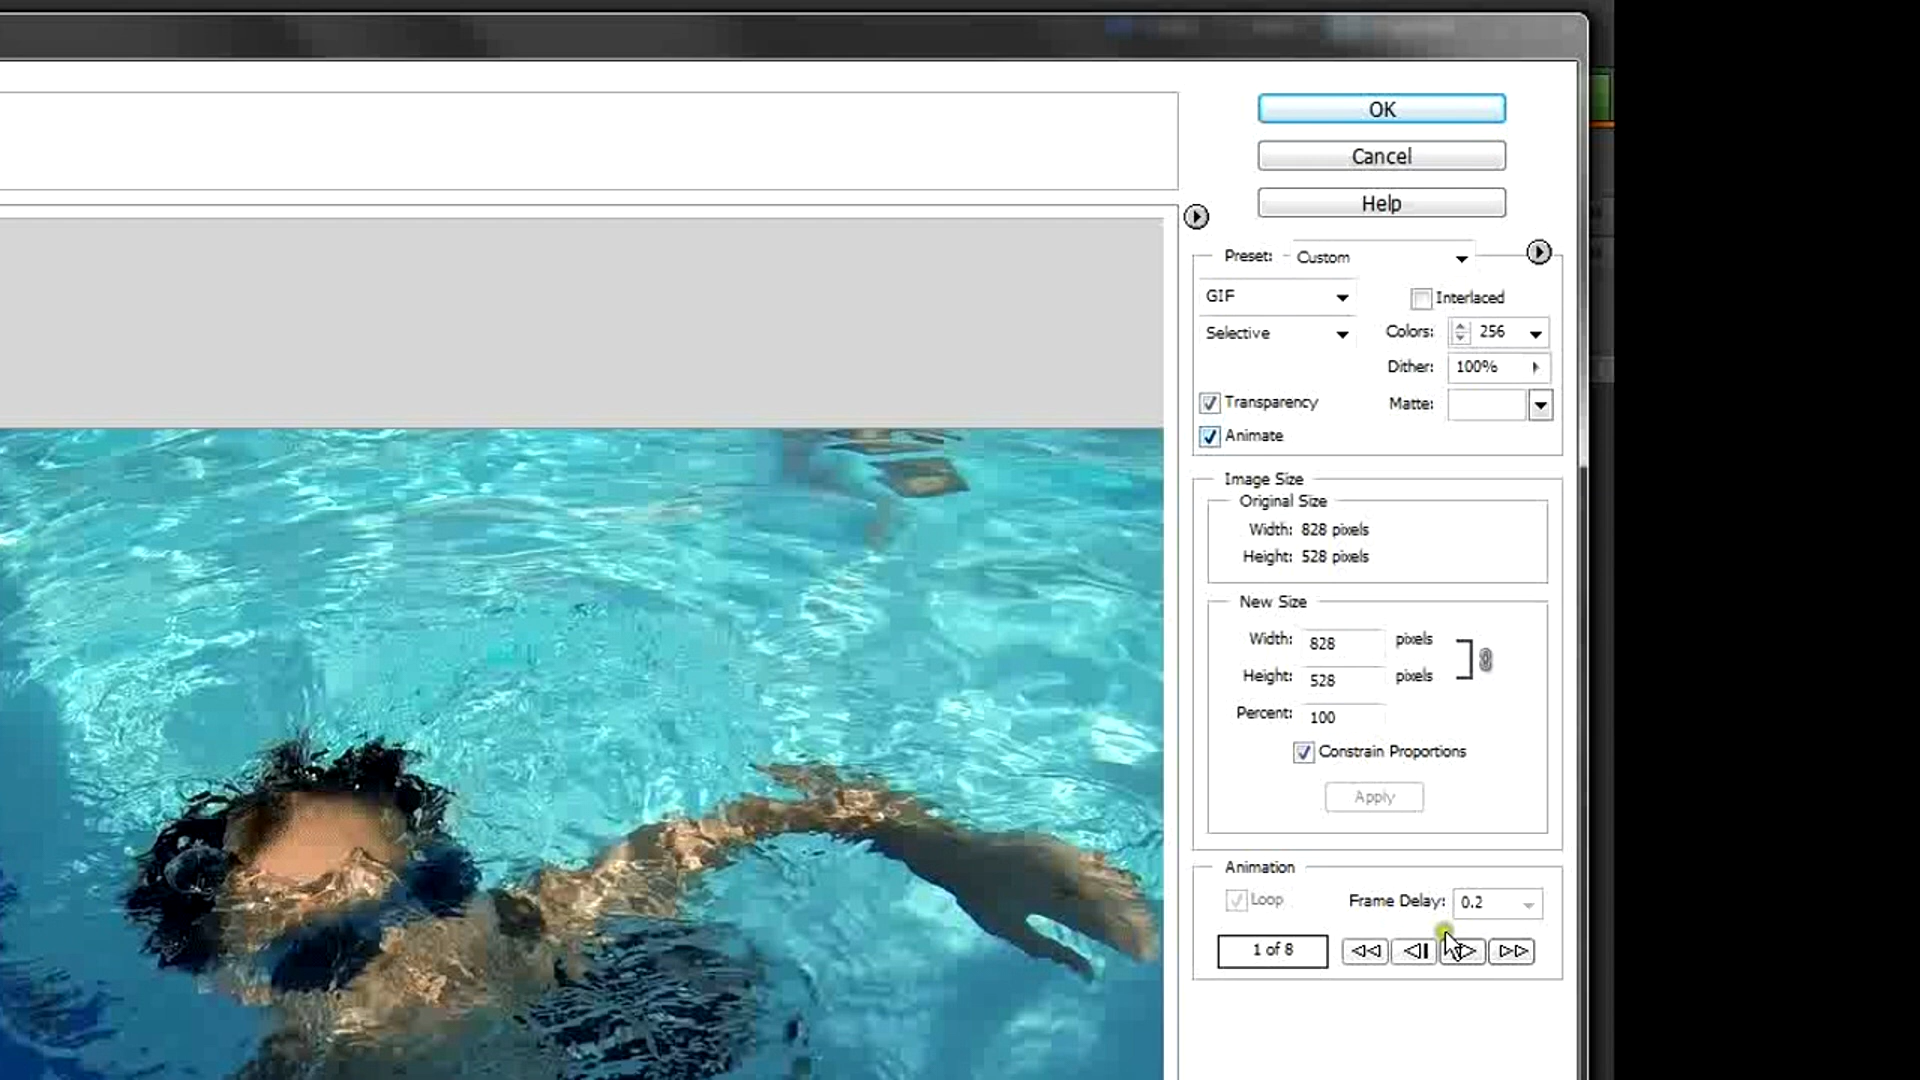 OK
Cancel
Help
Preset: Custom
GIF
Interlaced
Selective
Colors: 256
Dither: 100%
Transparency
Matte:
Animate
Image Size
Original Size
Width: 828 pixels
Height: 528 pixels
New Size
Width: 828 pixels
Height: 528 pixels
Percent: 100
Constrain Proportions
Apply
Animation
Loop
Frame Delay: 0.2
1 of 8